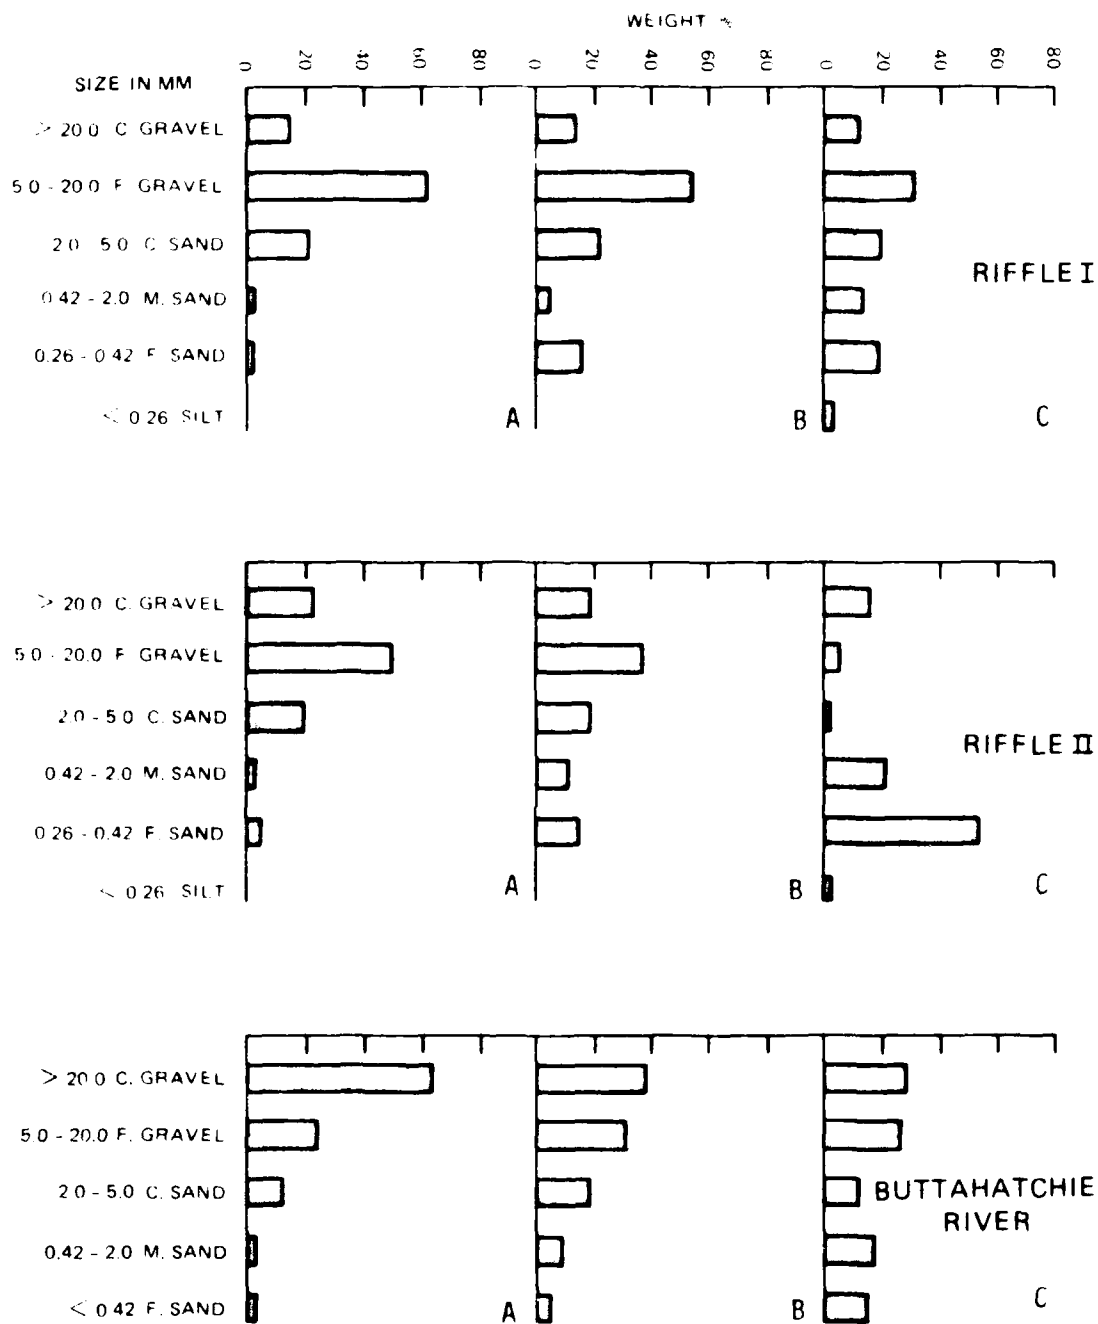 WEIGHT %
0 20 40 60 0 20 40 60 0 20 40 60 80
SIZE IN MM
> 20.0 C GRAVEL
5.0 - 20.0 F. GRAVEL
2.0 - 5.0 C SAND
0.42 - 2.0 M. SAND
0.26 - 0.42 F. SAND
< 0.26 SILT
A
B
C
RIFFLE I
> 20.0 C. GRAVEL
5.0 - 20.0 F GRAVEL
2.0 - 5.0 C. SAND
0.42 - 2.0 M. SAND
0.26 - 0.42 F. SAND
< 0.26 SILT
A
B
C
RIFFLE II
> 20.0 C. GRAVEL
5.0 - 20.0 F. GRAVEL
2.0 - 5.0 C. SAND
0.42 - 2.0 M. SAND
< 0.42 F. SAND
A
B
C
BUTTAHATCHIE
RIVER